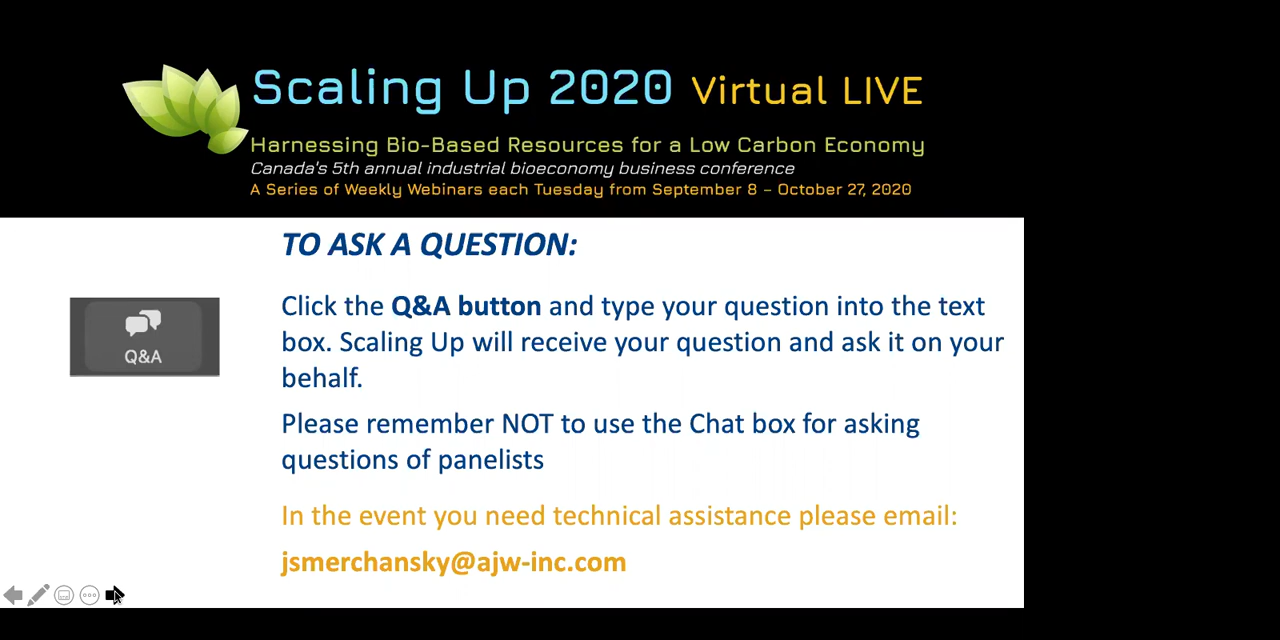 Scaling Up 2020 Virtual LIVE
Harnessing Bio-Based Resources for a Low Carbon Economy
Canada's 5th annual industrial bioeconomy business conference
A Series of Weekly Webinars each Tuesday from September 8 – October 27, 2020
TO ASK A QUESTION:
Q&A
Click the Q&A button and type your question into the text
box. Scaling Up will receive your question and ask it on your
behalf.
Please remember NOT to use the Chat box for asking
questions of panelists
In the event you need technical assistance please email:
jsmerchansky@ajw-inc.com